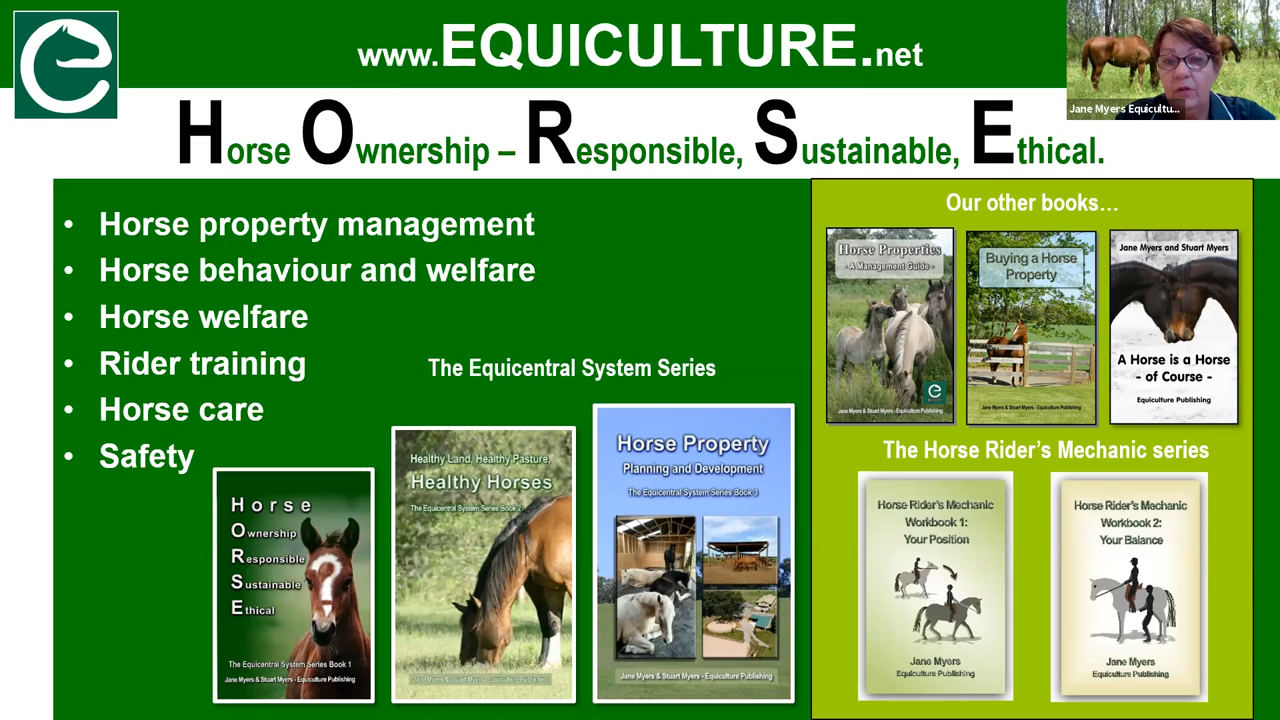 www.EQUICULTURE.net
Jane Myers Equicultu...
Horse Ownership – Responsible, Sustainable, Ethical.
• Horse property management
• Horse behaviour and welfare
• Horse welfare
• Rider training
• Horse care
• Safety
The Equicentral System Series
Horse
Ownership
Responsible
Sustainable
Ethical
The Equicentral System Series Book 1
Jane Myers & Stuart Myers - Equiculture Publishing
Healthy Land, Healthy Pasture,
Healthy Horses
The Equicentral System Series Book 2
Jane Myers & Stuart Myers - Equiculture Publishing
Horse Property
Planning and Development
The Equicentral System Series Book 3
Jane Myers & Stuart Myers - Equiculture Publishing
Our other books…
Horse Properties
- A Management Guide -
Jane Myers & Stuart Myers - Equiculture Publishing
Buying a Horse
Property
Jane Myers & Stuart Myers - Equiculture Publishing
Jane Myers and Stuart Myers
A Horse is a Horse
- of Course -
Equiculture Publishing
The Horse Rider's Mechanic series
Horse Rider's Mechanic
Workbook 1:
Your Position
Jane Myers
Equiculture Publishing
Horse Rider's Mechanic
Workbook 2:
Your Balance
Jane Myers
Equiculture Publishing